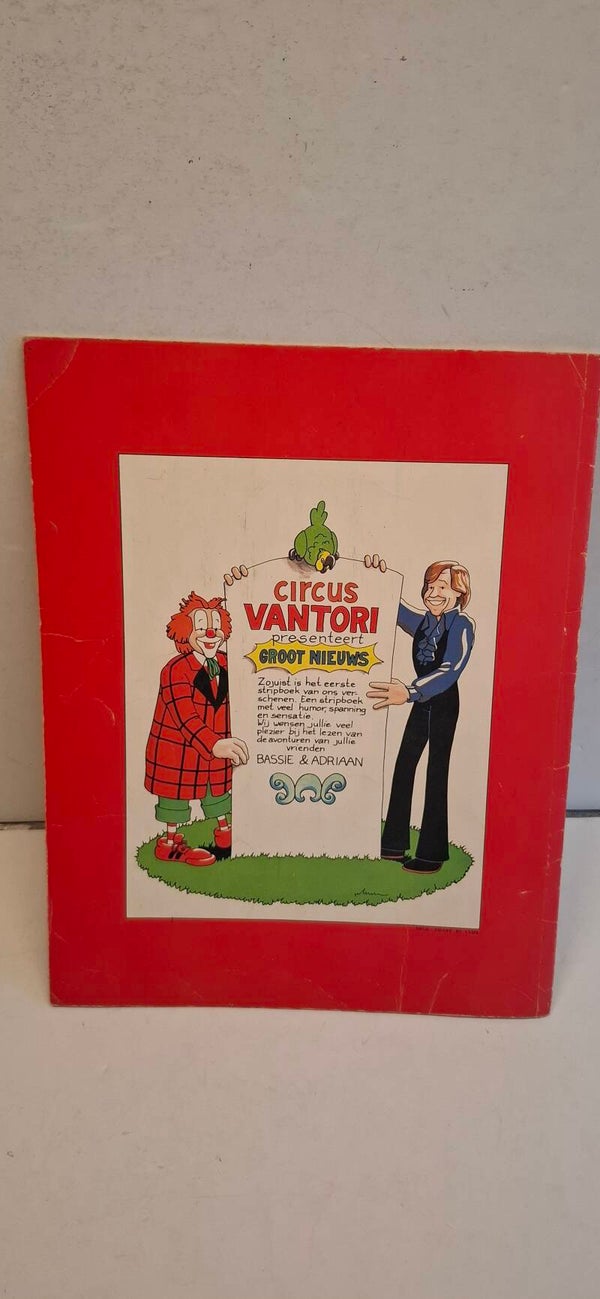 CIRCUS
VANTORI
presenteert
GROOT NIEUWS
Zojuist is het eerste
stripboek van ons ver-
schenen. Een stripboek
met veel humor, spanning
en sensatie.
Wij wensen jullie veel
plezier bij het lezen van
de avonturen van jullie
vrienden
BASSIE & ADRIAAN